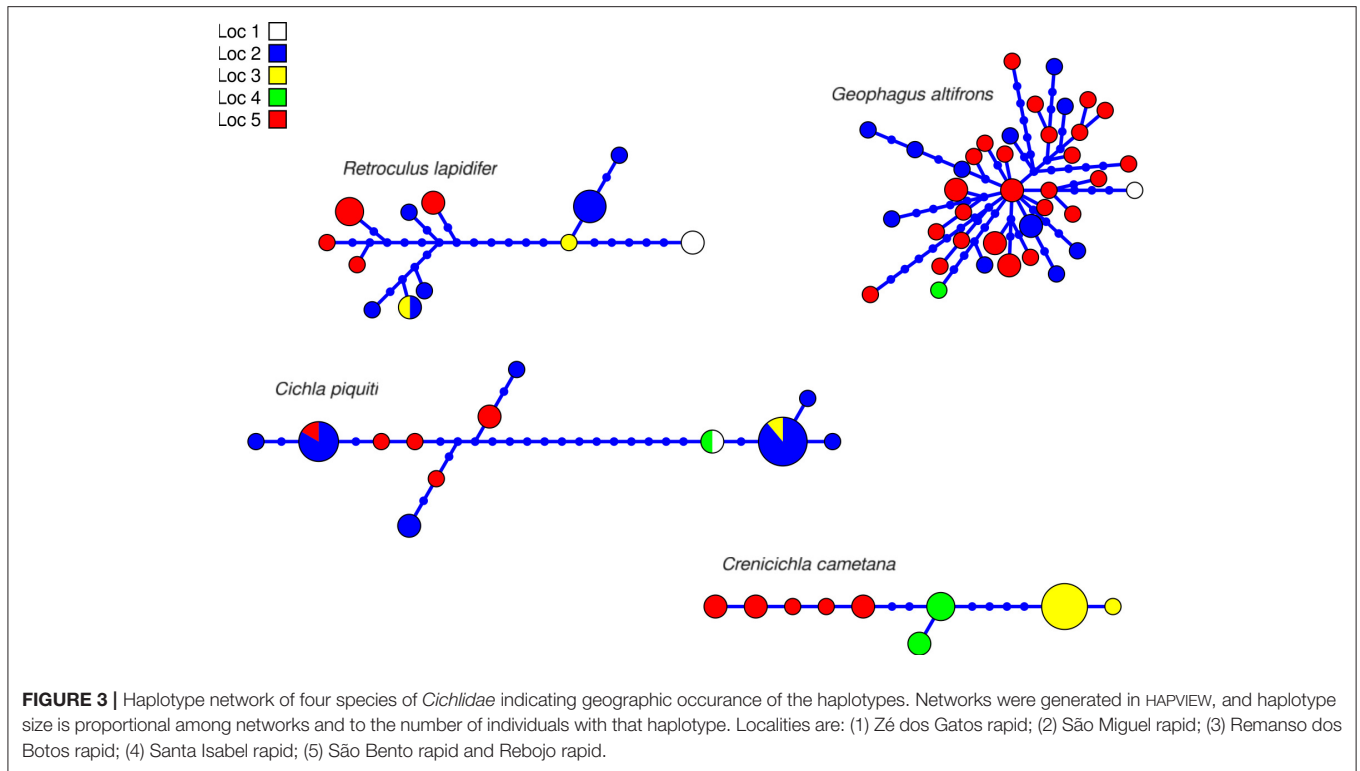 Loc 1
Loc 2
Loc 3
Loc 4
Loc 5
Geophagus altifrons
Retroculus lapidifer
Cichla piquiti
Crenicichla cametana
FIGURE 3 | Haplotype network of four species of Cichlidae indicating geographic occurance of the haplotypes. Networks were generated in HAPVIEW, and haplotype
size is proportional among networks and to the number of individuals with that haplotype. Localities are: (1) Zé dos Gatos rapid; (2) São Miguel rapid; (3) Remanso dos
Botos rapid; (4) Santa Isabel rapid; (5) São Bento rapid and Rebojo rapid.